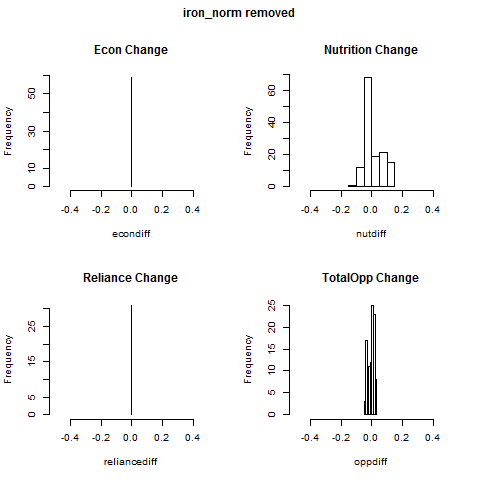 iron_norm removed
Econ Change
Frequency
10
30
50
-0.4
-0.2
0.0
0.2
0.4
econdiff
Nutrition Change
Frequency
0
20
60
-0.4
-0.2
0.0
0.2
0.4
nutdiff
Reliance Change
Frequency
0
5
15
25
-0.4
-0.2
0.0
0.2
0.4
reliancediff
TotalOpp Change
Frequency
0
5
10
15
20
25
-0.4
-0.2
0.0
0.2
0.4
oppdiff